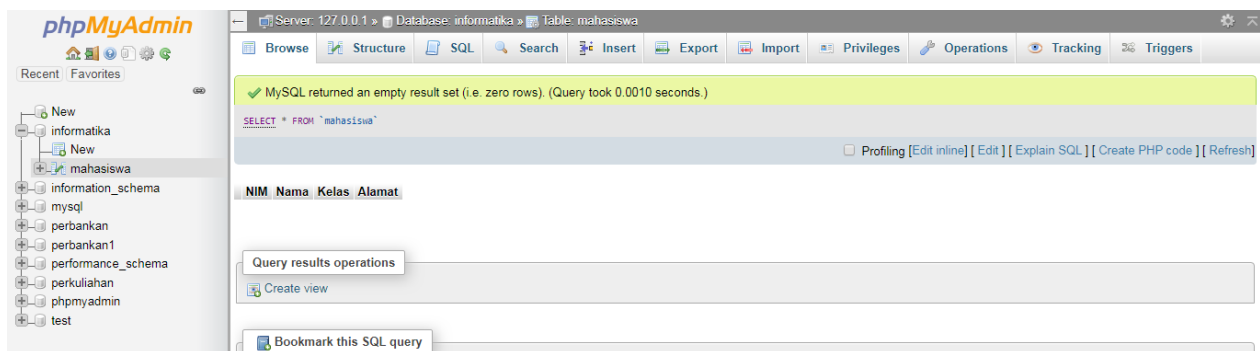 phpMyAdmin
Recent Favorites
New
informatika
New
mahasiswa
information_schema
mysql
perbankan
perbankan1
performance_schema
perkuliahan
phpmyadmin
test
Server: 127.0.0.1 » Database: informatika » Table: mahasiswa
Browse Structure SQL Search Insert Export Import Privileges Operations Tracking Triggers
MySQL returned an empty result set (i.e. zero rows). (Query took 0.0010 seconds.)
SELECT * FROM `mahasiswa`
Profiling [Edit inline] [ Edit ] [ Explain SQL ] [ Create PHP code ] [ Refresh]
NIM Nama Kelas Alamat
Query results operations
Create view
Bookmark this SQL query